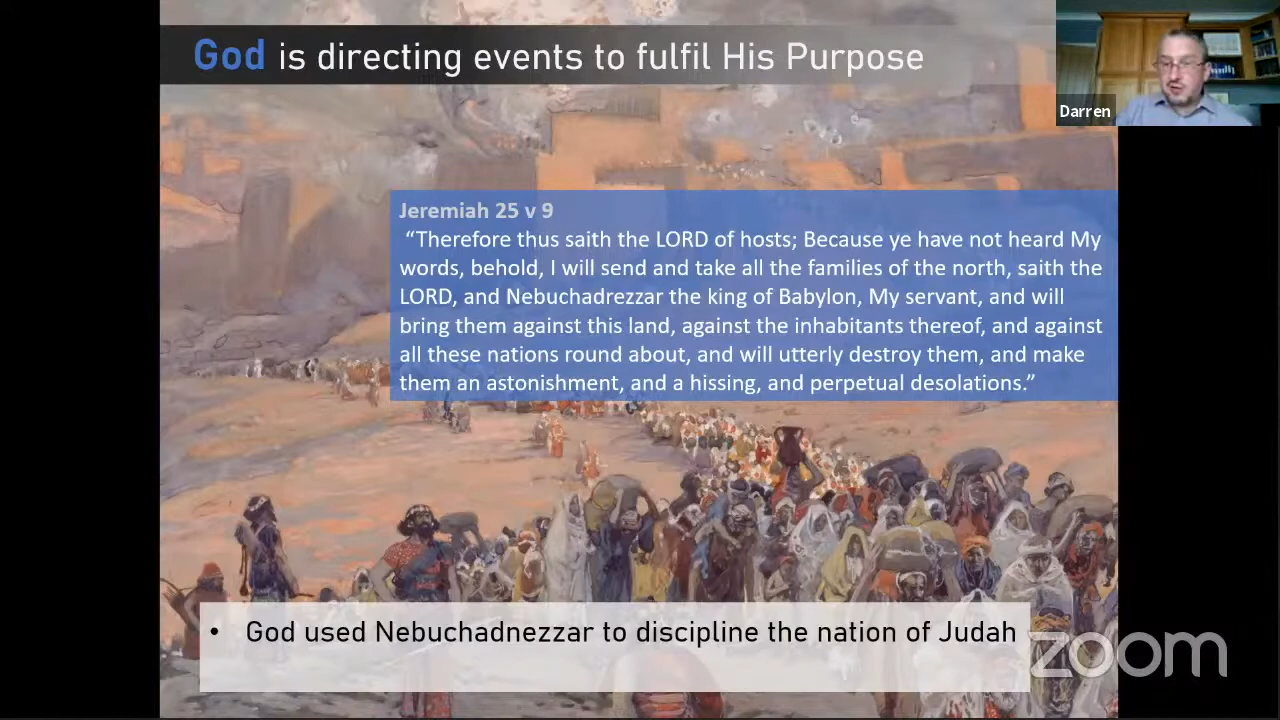 God is directing events to fulfil His Purpose
Darren
Jeremiah 25 v 9
“Therefore thus saith the LORD of hosts; Because ye have not heard My
words, behold, I will send and take all the families of the north, saith the
LORD, and Nebuchadrezzar the king of Babylon, My servant, and will
bring them against this land, against the inhabitants thereof, and against
all these nations round about, and will utterly destroy them, and make
them an astonishment, and a hissing, and perpetual desolations.”
• God used Nebuchadnezzar to discipline the nation of Judah
zoom